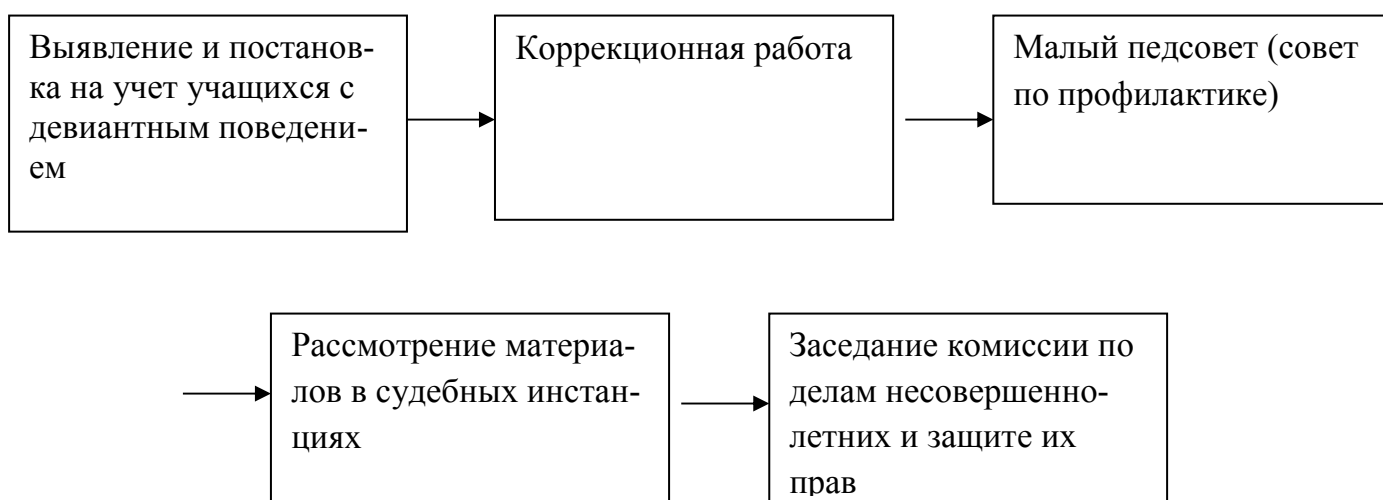 Выявление и постанов-
ка на учет учащихся с
девиантным поведени-
ем
Коррекционная работа
Малый педсовет (совет
по профилактике)
Рассмотрение материа-
лов в судебных инстан-
циях
Заседание комиссии по
делам несовершенно-
летних и защите их
прав